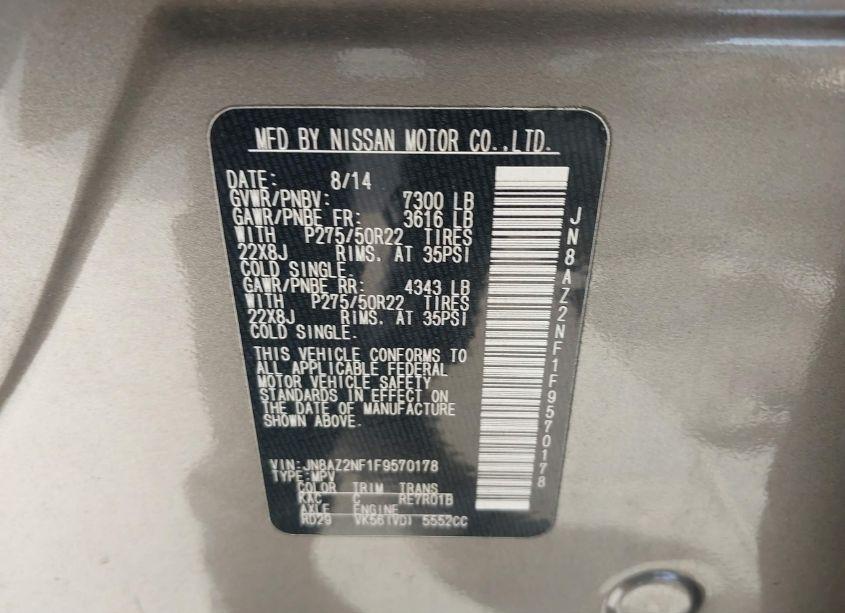 MFD BY NISSAN MOTOR CO.,LTD.
DATE: 8/14
GVWR/PNBV: 7300 LB
GAWR/PNBE FR: 3616 LB
WITH P275/50R22 TIRES
22X8J RIMS. AT 35PSI
COLD SINGLE.
GAWR/PNBE RR: 4343 LB
WITH P275/50R22 TIRES
22X8J RIMS. AT 35PSI
COLD SINGLE.
THIS VEHICLE CONFORMS TO
ALL APPLICABLE FEDERAL
MOTOR VEHICLE SAFETY
STANDARDS IN EFFECT ON
THE DATE OF MANUFACTURE
SHOWN ABOVE.
VIN:JN8AZ2NF1F9570178
TYPE:MPV
COLOR TRIM TRANS
KAC C RE7R01B
AXLE ENGINE
RD29 VK56(VD) 5552CC
JN8AZ2NF1F9570178